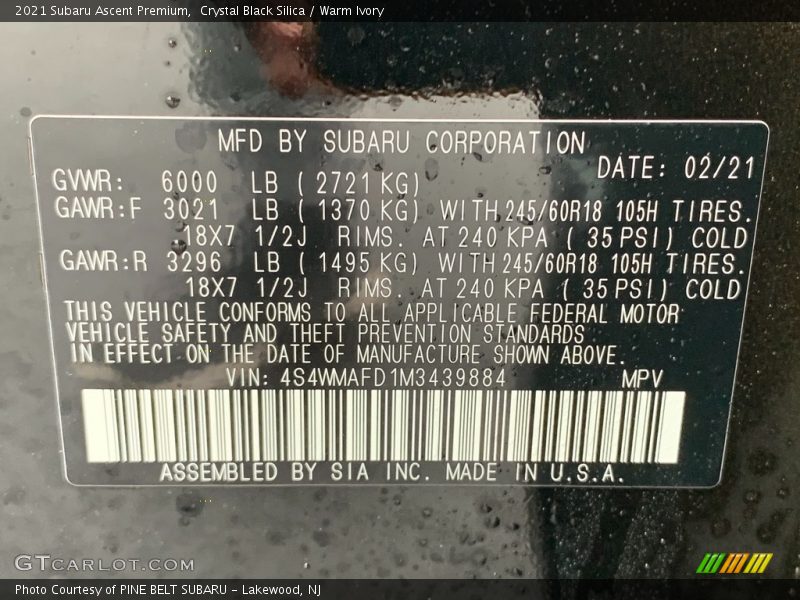 2021 Subaru Ascent Premium,  Crystal Black Silica / Warm Ivory
MFD BY SUBARU CORPORATION
DATE: 02/21
GVWR: 6000 LB ( 2721 KG)
GAWR:F 3021 LB ( 1370 KG) WITH 245/60R18 105H TIRES.
18X7 1/2J RIMS. AT 240 KPA ( 35 PSI) COLD
GAWR:R 3296 LB ( 1495 KG) WITH 245/60R18 105H TIRES.
18X7 1/2J RIMS. AT 240 KPA ( 35 PSI) COLD
THIS VEHICLE CONFORMS TO ALL APPLICABLE FEDERAL MOTOR
VEHICLE SAFETY AND THEFT PREVENTION STANDARDS
IN EFFECT ON THE DATE OF MANUFACTURE SHOWN ABOVE.
VIN: 4S4WMAFD1M3439884 MPV
ASSEMBLED BY SIA INC. MADE IN U.S.A.
GTCARLOT.COM
Photo Courtesy of PINE BELT SUBARU - Lakewood, NJ